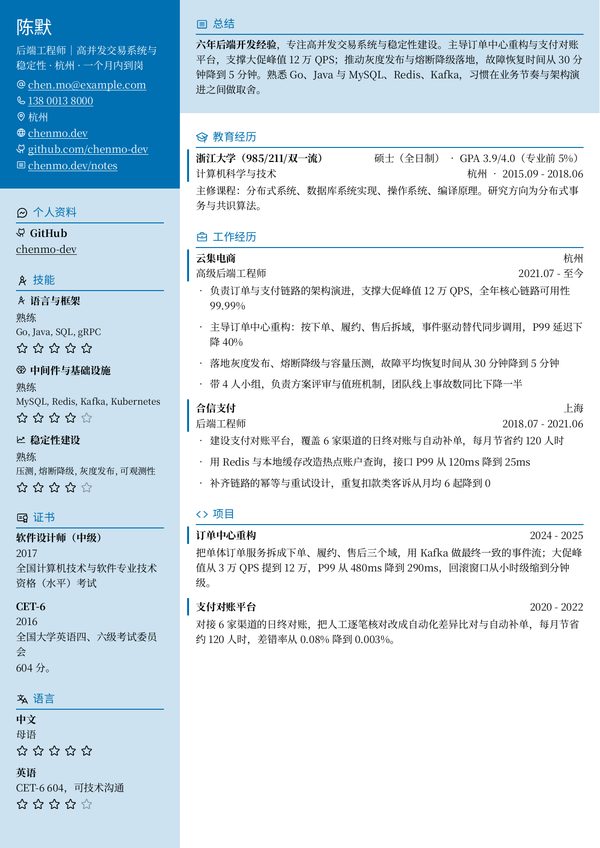 陈默
后端工程师｜高并发交易系统与
稳定性 · 杭州 · 一个月内到岗
chen.mo@example.com
138 0013 8000
杭州
chenmo.dev
github.com/chenmo-dev
chenmo.dev/notes
个人资料
GitHub
chenmo-dev
技能
语言与框架
熟练
Go, Java, SQL, gRPC
中间件与基础设施
熟练
MySQL, Redis, Kafka, Kubernetes
稳定性建设
熟练
压测, 熔断降级, 灰度发布, 可观测性
证书
软件设计师（中级）
2017
全国计算机技术与软件专业技术
资格（水平）考试
CET-6
2016
全国大学英语四、六级考试委员
会
604 分。
语言
中文
母语
英语
CET-6 604，可技术沟通
总结
六年后端开发经验，专注高并发交易系统与稳定性建设。主导订单中心重构与支付对账
平台，支撑大促峰值 12 万 QPS；推动灰度发布与熔断降级落地，故障恢复时间从 30 分
钟降到 5 分钟。熟悉 Go、Java 与 MySQL、Redis、Kafka，习惯在业务节奏与架构演
进之间做取舍。
教育经历
浙江大学（985/211/双一流） 硕士（全日制） · GPA 3.9/4.0（专业前 5%）
计算机科学与技术 杭州 · 2015.09 - 2018.06
主修课程：分布式系统、数据库系统实现、操作系统、编译原理。研究方向为分布式事
务与共识算法。
工作经历
云集电商 杭州
高级后端工程师 2021.07 - 至今
· 负责订单与支付链路的架构演进，支撑大促峰值 12 万 QPS，全年核心链路可用性
99.99%
· 主导订单中心重构：按下单、履约、售后拆域，事件驱动替代同步调用，P99 延迟下
降 40%
· 落地灰度发布、熔断降级与容量压测，故障平均恢复时间从 30 分钟降到 5 分钟
· 带 4 人小组，负责方案评审与值班机制，团队线上事故数同比下降一半
合信支付 上海
后端工程师 2018.07 - 2021.06
· 建设支付对账平台，覆盖 6 家渠道的日终对账与自动补单，每月节省约 120 人时
· 用 Redis 与本地缓存改造热点账户查询，接口 P99 从 120ms 降到 25ms
· 补齐链路的幂等与重试设计，重复扣款类客诉从月均 6 起降到 0
项目
订单中心重构 2024 - 2025
把单体订单服务拆成下单、履约、售后三个域，用 Kafka 做最终一致的事件流；大促峰
值从 3 万 QPS 提到 12 万，P99 从 480ms 降到 290ms，回滚窗口从小时级缩到分钟
级。
支付对账平台 2020 - 2022
对接 6 家渠道的日终对账，把人工逐笔核对改成自动化差异比对与自动补单，每月节省
约 120 人时，差错率从 0.08% 降到 0.003%。